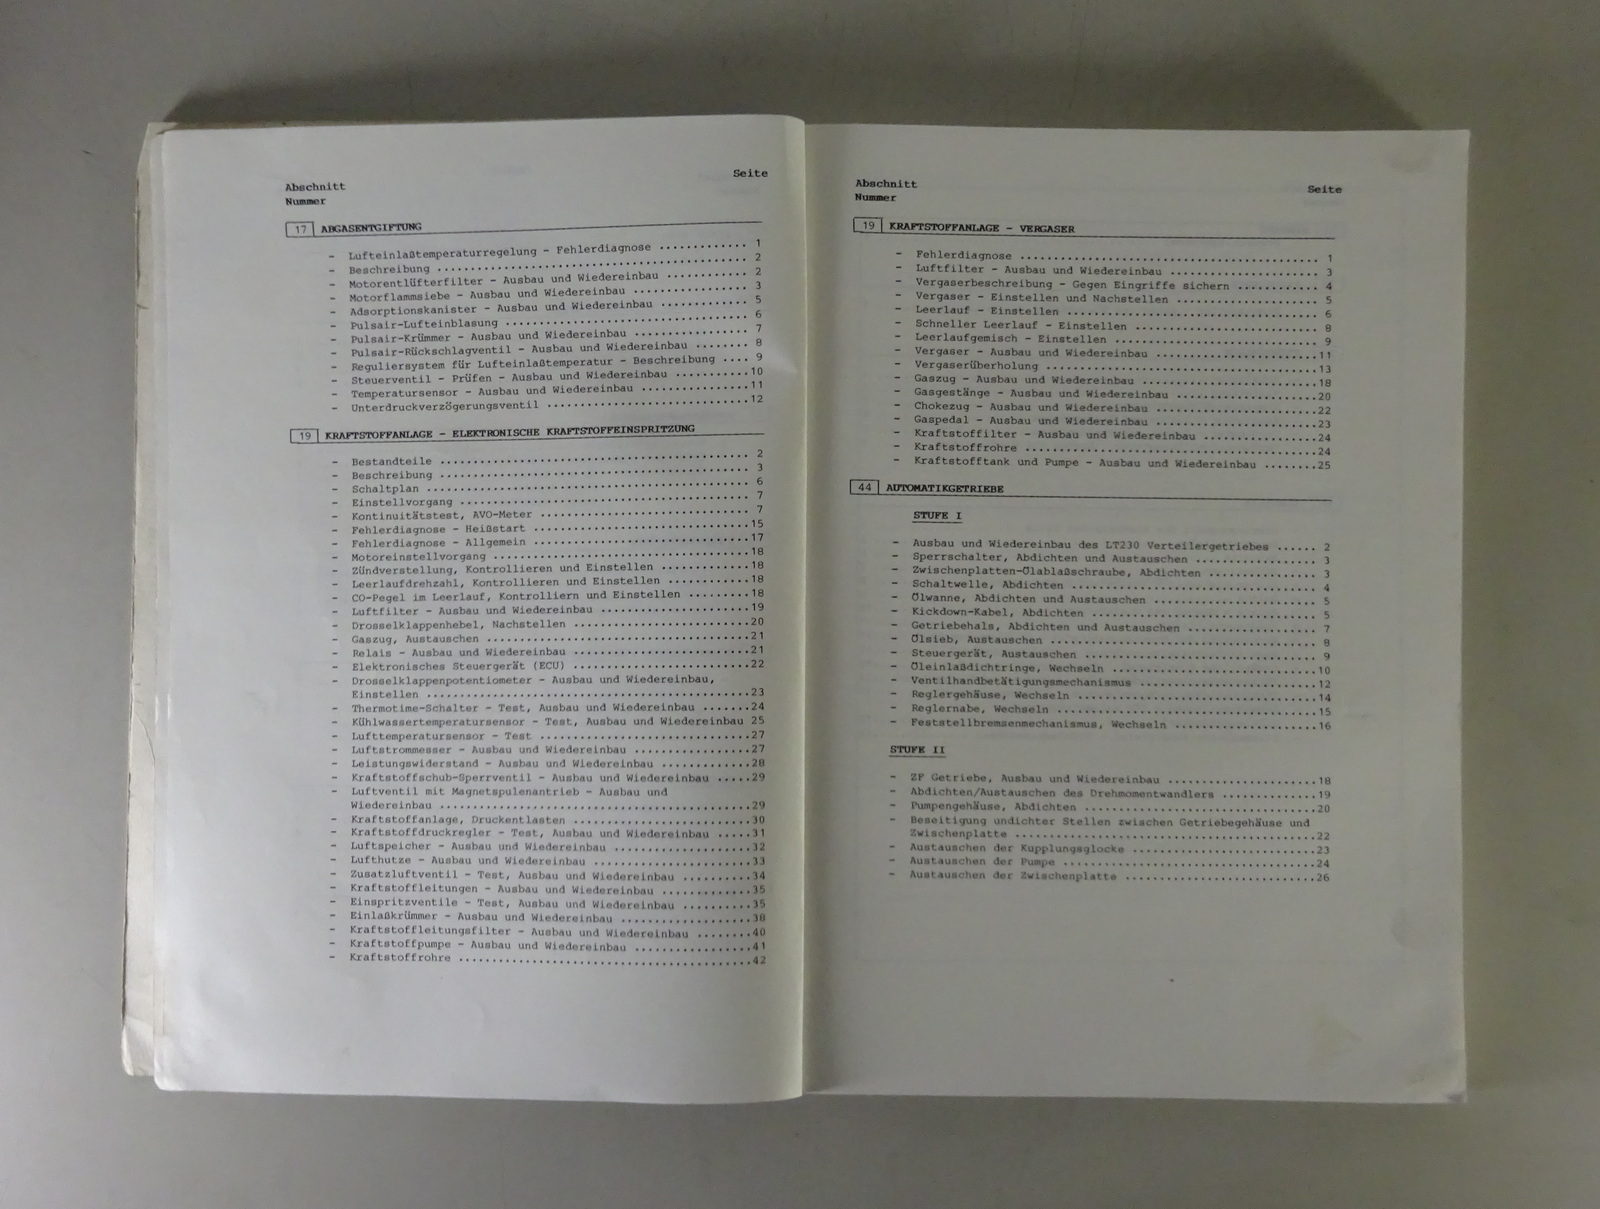 Abschnitt Seite
Nummer
17 ABGASENTGIFTUNG
- Lufteinlaßtemperaturregelung - Fehlerdiagnose ............. 1
- Beschreibung ............................................... 2
- Motorentlüfterfilter - Ausbau und Wiedereinbau ............ 2
- Motorflammsiebe - Ausbau und Wiedereinbau ................. 3
- Adsorptionskanister - Ausbau und Wiedereinbau ............. 5
- Pulsair-Lufteinblasung ..................................... 6
- Pulsair-Krümmer - Ausbau und Wiedereinbau ................. 7
- Pulsair-Rückschlagventil - Ausbau und Wiedereinbau ........ 8
- Reguliersystem für Lufteinlaßtemperatur - Beschreibung .... 9
- Steuerventil - Prüfen - Ausbau und Wiedereinbau ...........10
- Temperatursensor - Ausbau und Wiedereinbau ................11
- Unterdruckverzögerungsventil ...............................12
19 KRAFTSTOFFANLAGE - ELEKTRONISCHE KRAFTSTOFFEINSPRITZUNG
- Bestandteile ............................................... 2
- Beschreibung ............................................... 3
- Schaltplan ................................................. 6
- Einstellvorgang ............................................ 7
- Kontinuitätstest, AVO-Meter ................................ 7
- Fehlerdiagnose - Heißstart .................................15
- Fehlerdiagnose - Allgemein .................................17
- Motoreinstellvorgang .......................................18
- Zündverstellung, Kontrollieren und Einstellen .............18
- Leerlaufdrehzahl, Kontrollieren und Einstellen ............18
- CO-Pegel im Leerlauf, Kontrolliern und Einstellen .........18
- Luftfilter - Ausbau und Wiedereinbau .......................19
- Drosselklappenhebel, Nachstellen ...........................20
- Gaszug, Austauschen ........................................21
- Relais - Ausbau und Wiedereinbau ...........................21
- Elektronisches Steuergerät (ECU) ...........................22
- Drosselklappenpotentiometer - Ausbau und Wiedereinbau,
Einstellen .................................................23
- Thermotime-Schalter - Test, Ausbau und Wiedereinbau .......24
- Kühlwassertemperatursensor - Test, Ausbau und Wiedereinbau 25
- Lufttemperatursensor - Test ................................27
- Luftstrommesser - Ausbau und Wiedereinbau .................27
- Leistungswiderstand - Ausbau und Wiedereinbau .............28
- Kraftstoffschub-Sperrventil - Ausbau und Wiedereinbau .....29
- Luftventil mit Magnetspulenantrieb - Ausbau und
Wiedereinbau ...............................................29
- Kraftstoffanlage, Druckentlasten ...........................30
- Kraftstoffdruckregler - Test, Ausbau und Wiedereinbau .....31
- Luftspeicher - Ausbau und Wiedereinbau .....................32
- Lufthutze - Ausbau und Wiedereinbau ........................33
- Zusatzluftventil - Test, Ausbau und Wiedereinbau ..........34
- Kraftstoffleitungen - Ausbau und Wiedereinbau .............35
- Einspritzventile - Test, Ausbau und Wiedereinbau ..........35
- Einlaßkrümmer - Ausbau und Wiedereinbau ....................38
- Kraftstoffleitungsfilter - Ausbau und Wiedereinbau ........40
- Kraftstoffpumpe - Ausbau und Wiedereinbau .................41
- Kraftstoffrohre ............................................42
Abschnitt Seite
Nummer
19 KRAFTSTOFFANLAGE - VERGASER
- Fehlerdiagnose ............................................. 1
- Luftfilter - Ausbau und Wiedereinbau ...................... 3
- Vergaserbeschreibung - Gegen Eingriffe sichern ............ 4
- Vergaser - Einstellen und Nachstellen ..................... 5
- Leerlauf - Einstellen ...................................... 6
- Schneller Leerlauf - Einstellen ............................ 8
- Leerlaufgemisch - Einstellen ............................... 9
- Vergaser - Ausbau und Wiedereinbau .........................11
- Vergaserüberholung .........................................13
- Gaszug - Ausbau und Wiedereinbau ...........................18
- Gasgestänge - Ausbau und Wiedereinbau ......................20
- Chokezug - Ausbau und Wiedereinbau .........................22
- Gaspedal - Ausbau und Wiedereinbau .........................23
- Kraftstoffilter - Ausbau und Wiedereinbau .................24
- Kraftstoffrohre ............................................24
- Kraftstofftank und Pumpe - Ausbau und Wiedereinbau ........25
44 AUTOMATIKGETRIEBE
STUFE I
- Ausbau und Wiedereinbau des LT230 Verteilergetriebes ...... 2
- Sperrschalter, Abdichten und Austauschen .................. 3
- Zwischenplatten-Ölablaßschraube, Abdichten ................ 3
- Schaltwelle, Abdichten ..................................... 4
- Ölwanne, Abdichten und Austauschen ......................... 5
- Kickdown-Kabel, Abdichten .................................. 5
- Getriebehals, Abdichten und Austauschen ................... 7
- Ölsieb, Austauschen ........................................ 8
- Steuergerät, Austauschen ................................... 9
- Öleinlaßdichtringe, Wechseln ...............................10
- Ventilhandbetätigungsmechanismus ...........................12
- Reglergehäuse, Wechseln ....................................14
- Reglernabe, Wechseln .......................................15
- Feststellbremsenmechanismus, Wechseln .....................16
STUFE II
- ZF Getriebe, Ausbau und Wiedereinbau .......................18
- Abdichten/Austauschen des Drehmomentwandlers ..............19
- Pumpengehäuse, Abdichten ...................................20
- Beseitigung undichter Stellen zwischen Getriebegehäuse und
Zwischenplatte .............................................22
- Austauschen der Kupplungsglocke ............................23
- Austauschen der Pumpe ......................................24
- Austauschen der Zwischenplatte .............................26